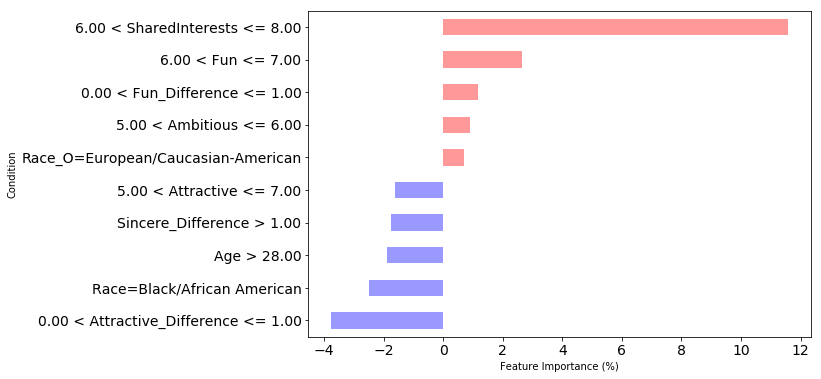 6.00 < SharedInterests <= 8.00
6.00 < Fun <= 7.00
0.00 < Fun_Difference <= 1.00
5.00 < Ambitious <= 6.00
Race_O=European/Caucasian-American
5.00 < Attractive <= 7.00
Sincere_Difference > 1.00
Age > 28.00
Race=Black/African American
0.00 < Attractive_Difference <= 1.00
Condition
−4 −2 0 2 4 6 8 10 12
Feature Importance (%)